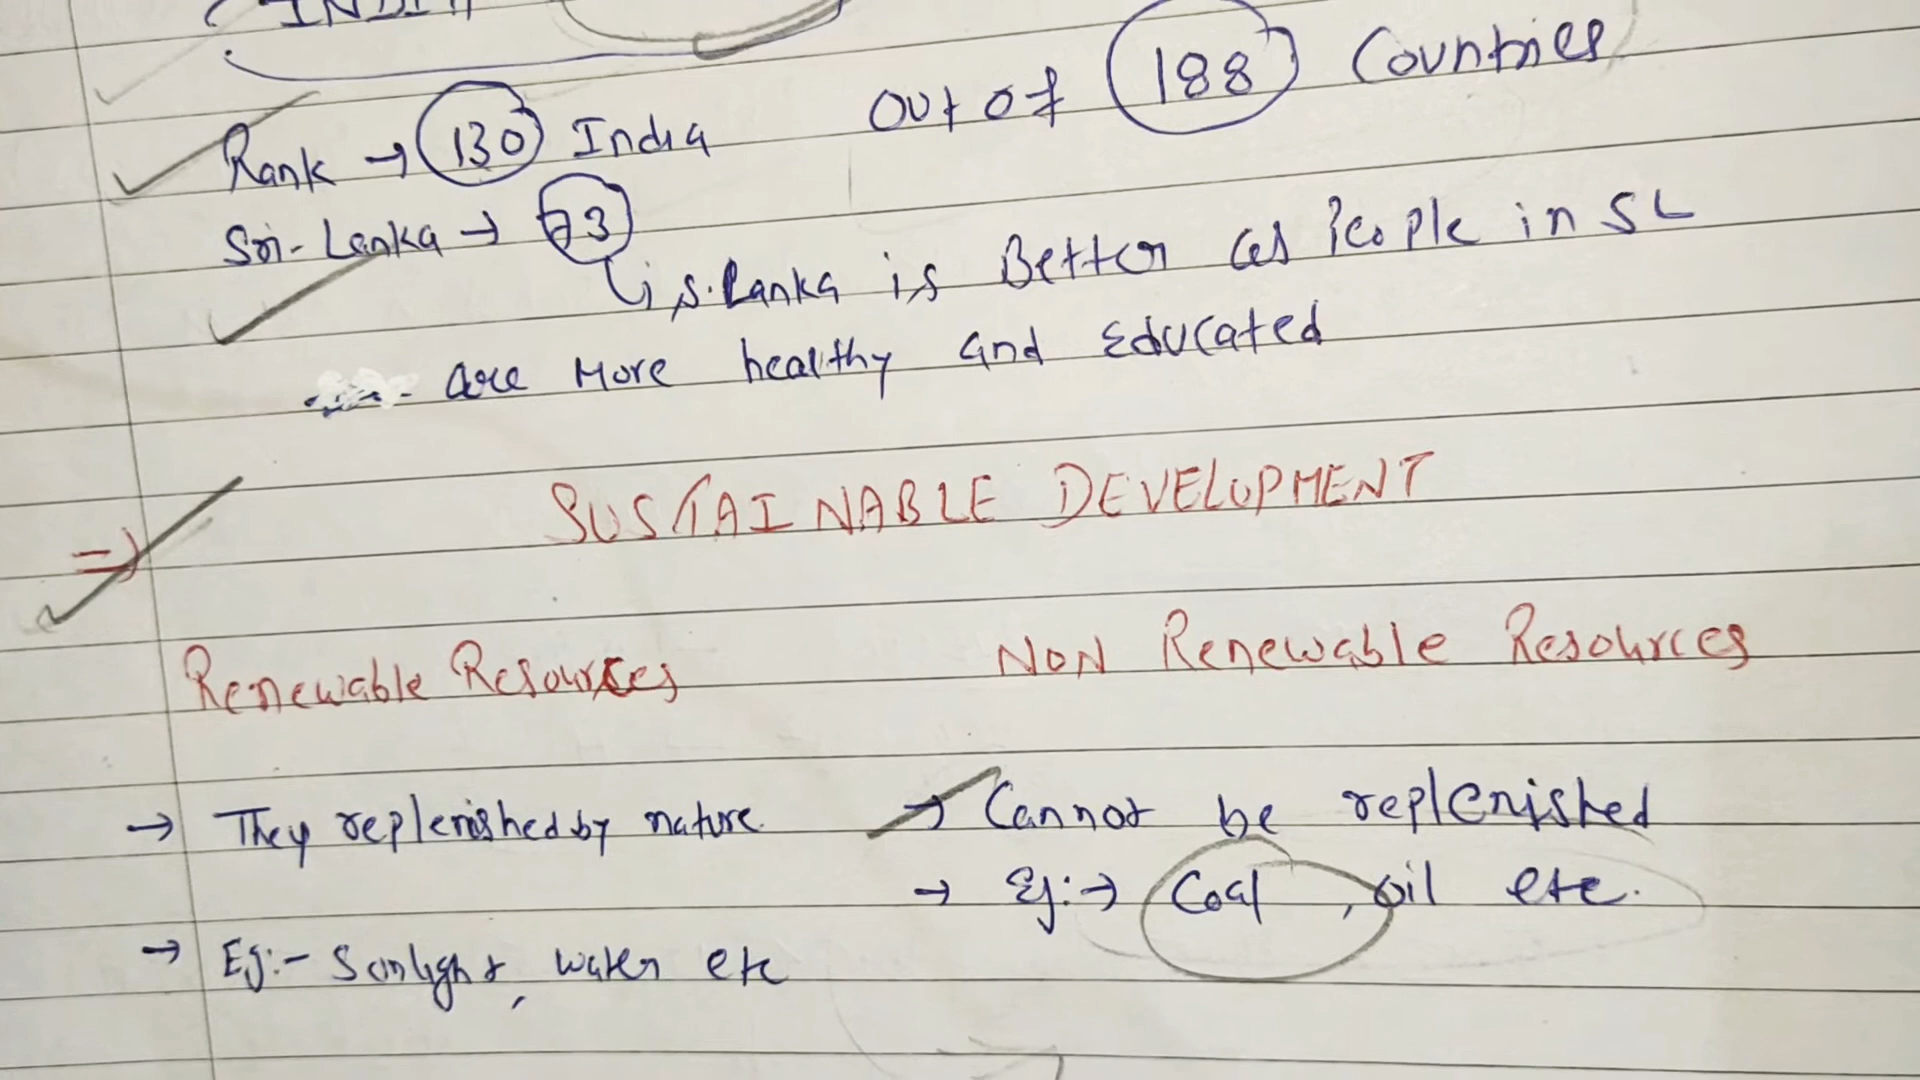 INDIA
Rank → 130 India out of 188 Countries
Sri-Lanka → 73
S.Lanka is Better as People in SL
are More healthy and Educated
⇒ SUSTAINABLE DEVELOPMENT
Renewable Resources
→ They replenished by nature
→ Eg:- Sunlight, water etc
NON Renewable Resources
→ Cannot be replenished
→ Eg:→ Coal, oil etc.